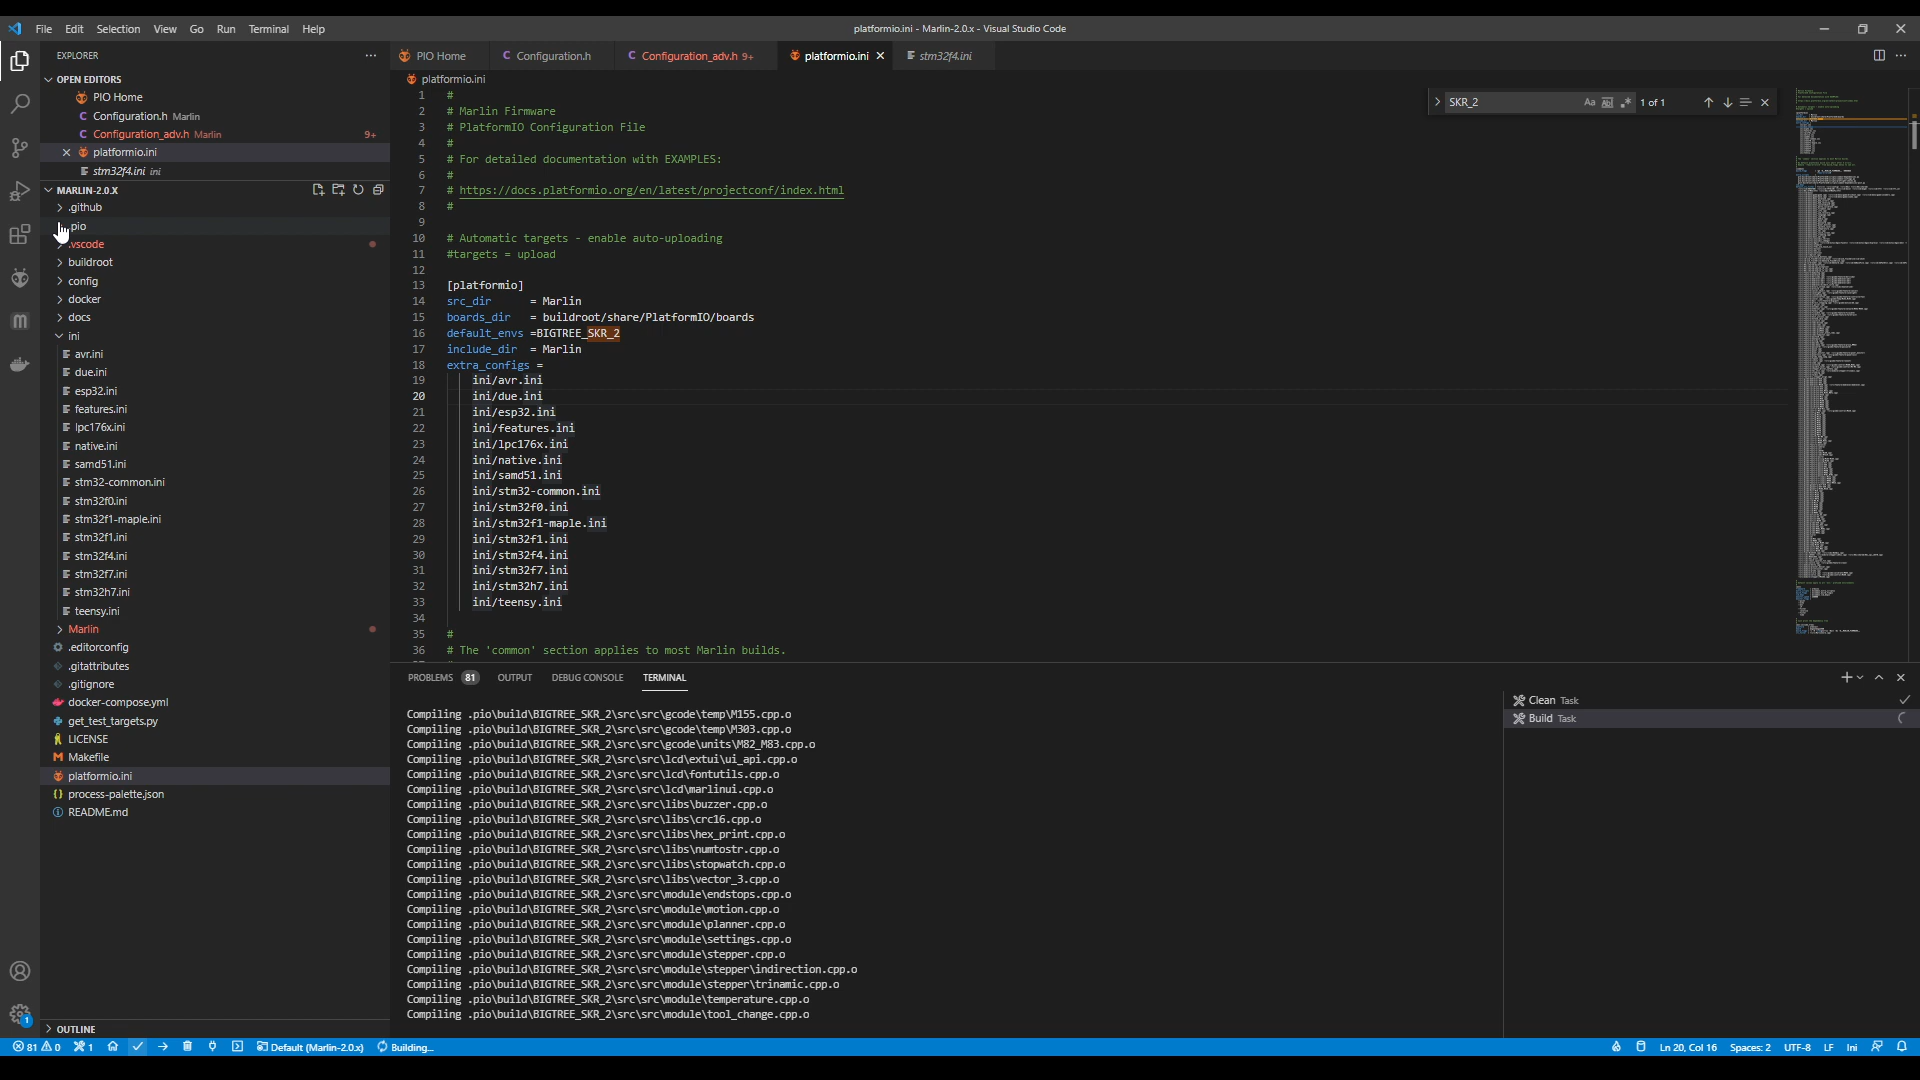 File Edit Selection View Go Run Terminal Help
platformio.ini - Marlin-2.0.x - Visual Studio Code
EXPLORER
OPEN EDITORS
PIO Home
Configuration.h Marlin
Configuration_adv.h Marlin 9+
platformio.ini
stm32f4.ini ini
MARLIN-2.0.X
.github
pio
.vscode
buildroot
config
docker
docs
ini
avr.ini
due.ini
esp32.ini
features.ini
lpc176x.ini
native.ini
samd51.ini
stm32-common.ini
stm32f0.ini
stm32f1-maple.ini
stm32f1.ini
stm32f4.ini
stm32f7.ini
stm32h7.ini
teensy.ini
Marlin
.editorconfig
.gitattributes
.gitignore
docker-compose.yml
get_test_targets.py
LICENSE
Makefile
platformio.ini
process-palette.json
README.md
OUTLINE
PIO Home Configuration.h Configuration_adv.h 9+ platformio.ini stm32f4.ini
platformio.ini
SKR_2 Aa Ab 1 of 1
1 #
2 # Marlin Firmware
3 # PlatformIO Configuration File
4 #
5 # For detailed documentation with EXAMPLES:
6 #
7 # https://docs.platformio.org/en/latest/projectconf/index.html
8 #
9
10 # Automatic targets - enable auto-uploading
11 #targets = upload
12
13 [platformio]
14 src_dir = Marlin
15 boards_dir = buildroot/share/PlatformIO/boards
16 default_envs =BIGTREE_SKR_2
17 include_dir = Marlin
18 extra_configs =
19 ini/avr.ini
20 ini/due.ini
21 ini/esp32.ini
22 ini/features.ini
23 ini/lpc176x.ini
24 ini/native.ini
25 ini/samd51.ini
26 ini/stm32-common.ini
27 ini/stm32f0.ini
28 ini/stm32f1-maple.ini
29 ini/stm32f1.ini
30 ini/stm32f4.ini
31 ini/stm32f7.ini
32 ini/stm32h7.ini
33 ini/teensy.ini
34
35 #
36 # The 'common' section applies to most Marlin builds.
PROBLEMS 81 OUTPUT DEBUG CONSOLE TERMINAL
Compiling .pio\build\BIGTREE_SKR_2\src\src\gcode\temp\M155.cpp.o
Compiling .pio\build\BIGTREE_SKR_2\src\src\gcode\temp\M303.cpp.o
Compiling .pio\build\BIGTREE_SKR_2\src\src\gcode\units\M82_M83.cpp.o
Compiling .pio\build\BIGTREE_SKR_2\src\src\lcd\extui\ui_api.cpp.o
Compiling .pio\build\BIGTREE_SKR_2\src\src\lcd\fontutils.cpp.o
Compiling .pio\build\BIGTREE_SKR_2\src\src\lcd\marlinui.cpp.o
Compiling .pio\build\BIGTREE_SKR_2\src\src\libs\buzzer.cpp.o
Compiling .pio\build\BIGTREE_SKR_2\src\src\libs\crc16.cpp.o
Compiling .pio\build\BIGTREE_SKR_2\src\src\libs\hex_print.cpp.o
Compiling .pio\build\BIGTREE_SKR_2\src\src\libs\numtostr.cpp.o
Compiling .pio\build\BIGTREE_SKR_2\src\src\libs\stopwatch.cpp.o
Compiling .pio\build\BIGTREE_SKR_2\src\src\libs\vector_3.cpp.o
Compiling .pio\build\BIGTREE_SKR_2\src\src\module\endstops.cpp.o
Compiling .pio\build\BIGTREE_SKR_2\src\src\module\motion.cpp.o
Compiling .pio\build\BIGTREE_SKR_2\src\src\module\planner.cpp.o
Compiling .pio\build\BIGTREE_SKR_2\src\src\module\settings.cpp.o
Compiling .pio\build\BIGTREE_SKR_2\src\src\module\stepper.cpp.o
Compiling .pio\build\BIGTREE_SKR_2\src\src\module\stepper\indirection.cpp.o
Compiling .pio\build\BIGTREE_SKR_2\src\src\module\stepper\trinamic.cpp.o
Compiling .pio\build\BIGTREE_SKR_2\src\src\module\temperature.cpp.o
Compiling .pio\build\BIGTREE_SKR_2\src\src\module\tool_change.cpp.o
Clean Task
Build Task
1
81 0 1 Default (Marlin-2.0.x) Building...
Ln 20, Col 16 Spaces: 2 UTF-8 LF Ini